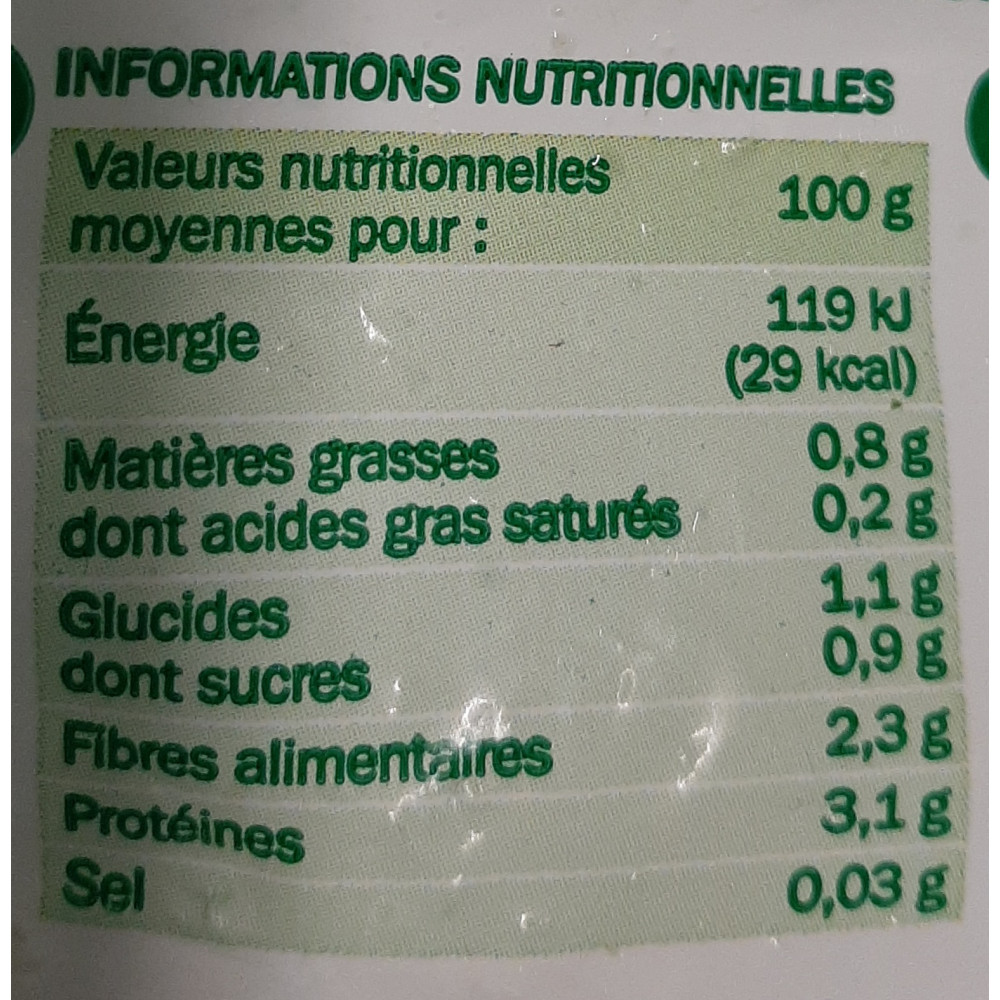 INFORMATIONS NUTRITIONNELLES
Valeurs nutritionnelles
moyennes pour :
100 g
Énergie
119 kJ
(29 kcal)
Matières grasses 0,8 g
dont acides gras saturés 0,2 g
Glucides 1,1 g
dont sucres 0,9 g
Fibres alimentaires 2,3 g
Protéines 3,1 g
Sel 0,03 g